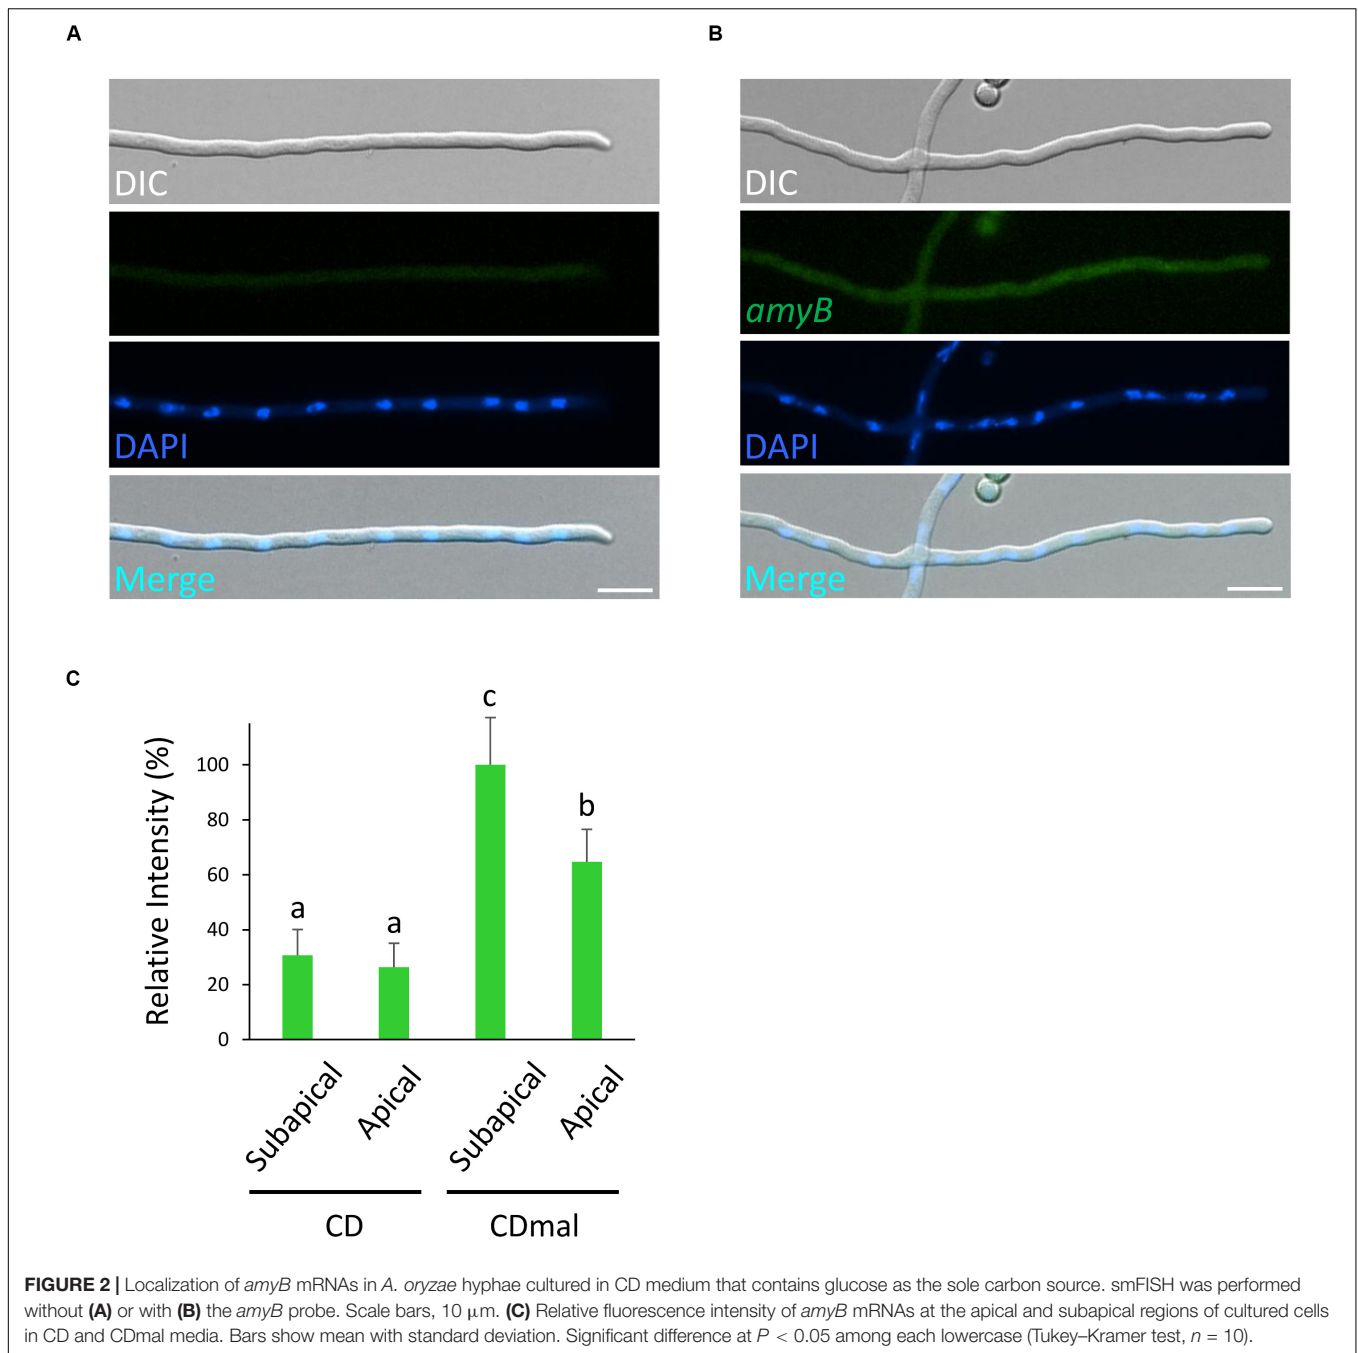 A
B
DIC
DIC
amyB
DAPI
DAPI
Merge
Merge
C
Relative Intensity (%)
100
80
60
40
20
0
a
a
c
b
Subapical
Apical
Subapical
Apical
CD
CDmal
FIGURE 2 | Localization of amyB mRNAs in A. oryzae hyphae cultured in CD medium that contains glucose as the sole carbon source. smFISH was performed
without (A) or with (B) the amyB probe. Scale bars, 10 μm. (C) Relative fluorescence intensity of amyB mRNAs at the apical and subapical regions of cultured cells
in CD and CDmal media. Bars show mean with standard deviation. Significant difference at P < 0.05 among each lowercase (Tukey–Kramer test, n = 10).